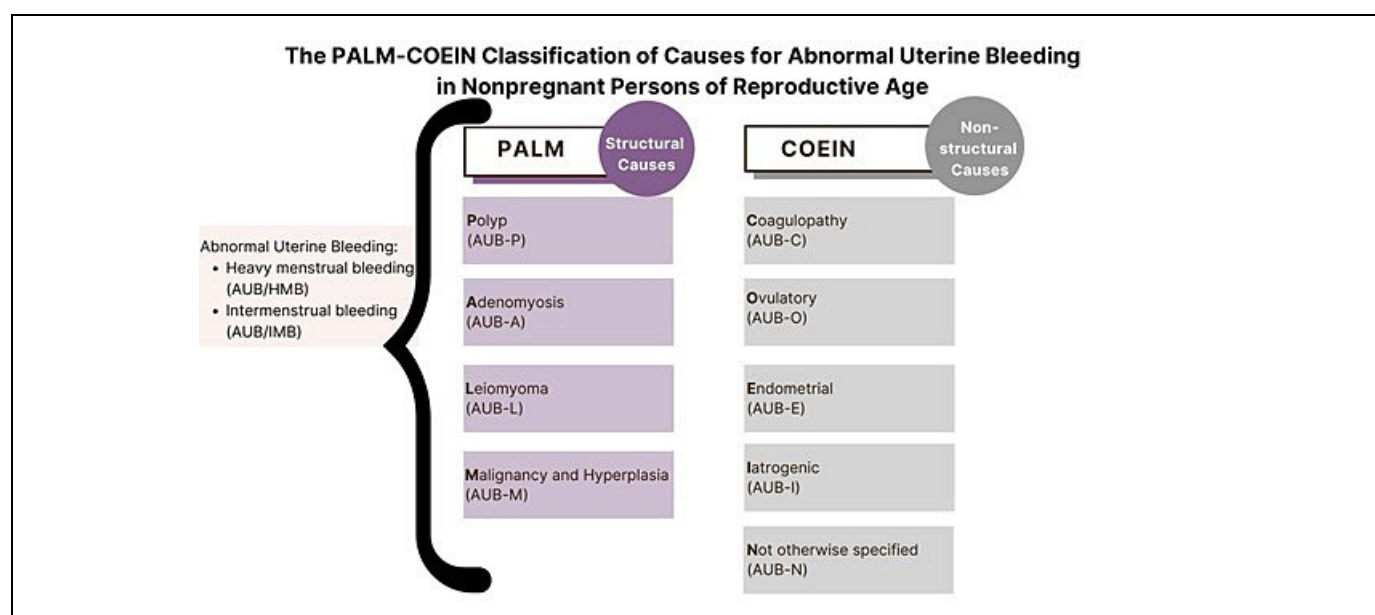 The PALM-COEIN Classification of Causes for Abnormal Uterine Bleeding
in Nonpregnant Persons of Reproductive Age
Abnormal Uterine Bleeding:
• Heavy menstrual bleeding
(AUB/HMB)
• Intermenstrual bleeding
(AUB/IMB)
PALM
Structural
Causes
Polyp
(AUB-P)
Adenomyosis
(AUB-A)
Leiomyoma
(AUB-L)
Malignancy and Hyperplasia
(AUB-M)
COEIN
Non-
structural
Causes
Coagulopathy
(AUB-C)
Ovulatory
(AUB-O)
Endometrial
(AUB-E)
Iatrogenic
(AUB-I)
Not otherwise specified
(AUB-N)